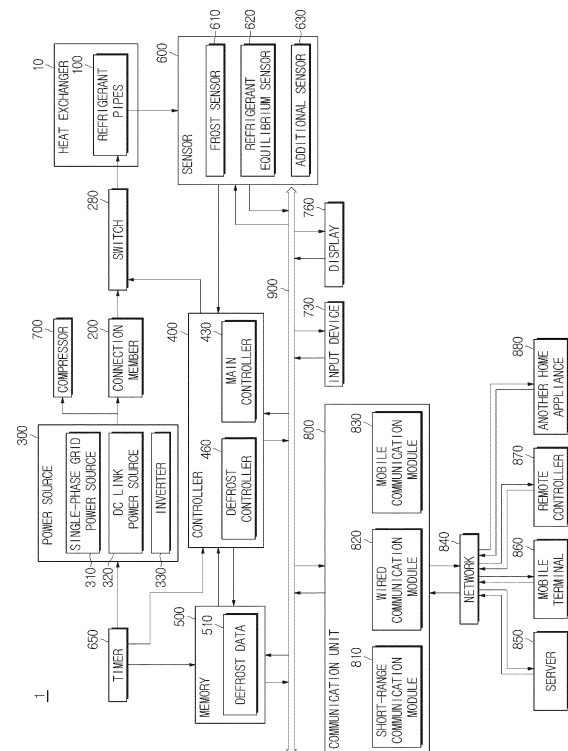 1
650
TIMER
300
POWER SOURCE
SINGLE-PHASE GRID
POWER SOURCE
310
DC LINK
POWER SOURCE
320
INVERTER
330
700
COMPRESSOR
200
CONNECTION
MEMBER
280
SWITCH
10
HEAT EXCHANGER
100
REFRIGERANT
PIPES
500
MEMORY
510
DEFROST DATA
400
CONTROLLER
460
DEFROST CONTROLLER
430
MAIN
CONTROLLER
600
SENSOR
610
FROST SENSOR
620
REFRIGERANT
EQUILIBRIUM SENSOR
630
ADDITIONAL SENSOR
900
730
INPUT DEVICE
760
DISPLAY
800
COMMUNICATION UNIT
810
SHORT-RANGE
COMMUNICATION
MODULE
820
WIRED
COMMUNICATION
MODULE
830
MOBILE
COMMUNICATION
MODULE
840
NETWORK
850
SERVER
860
MOBILE
TERMINAL
870
REMOTE
CONTROLLER
880
ANOTHER HOME
APPLIANCE